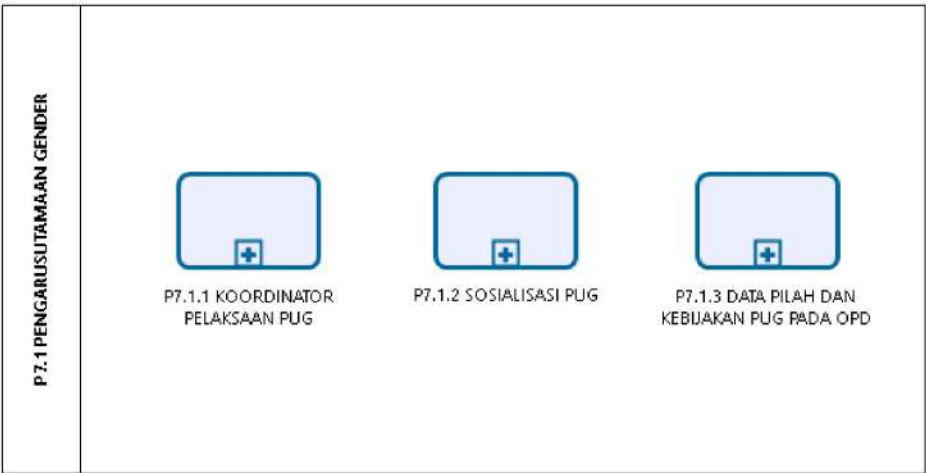 P7.1 PENGARUSUTAMAAN GENDER
P7.1.1 KOORDINATOR
PELAKSAAN PUG
P7.1.2 SOSIALISASI PUG
P7.1.3 DATA PILAH DAN
KEBIJAKAN PUG PADA OPD